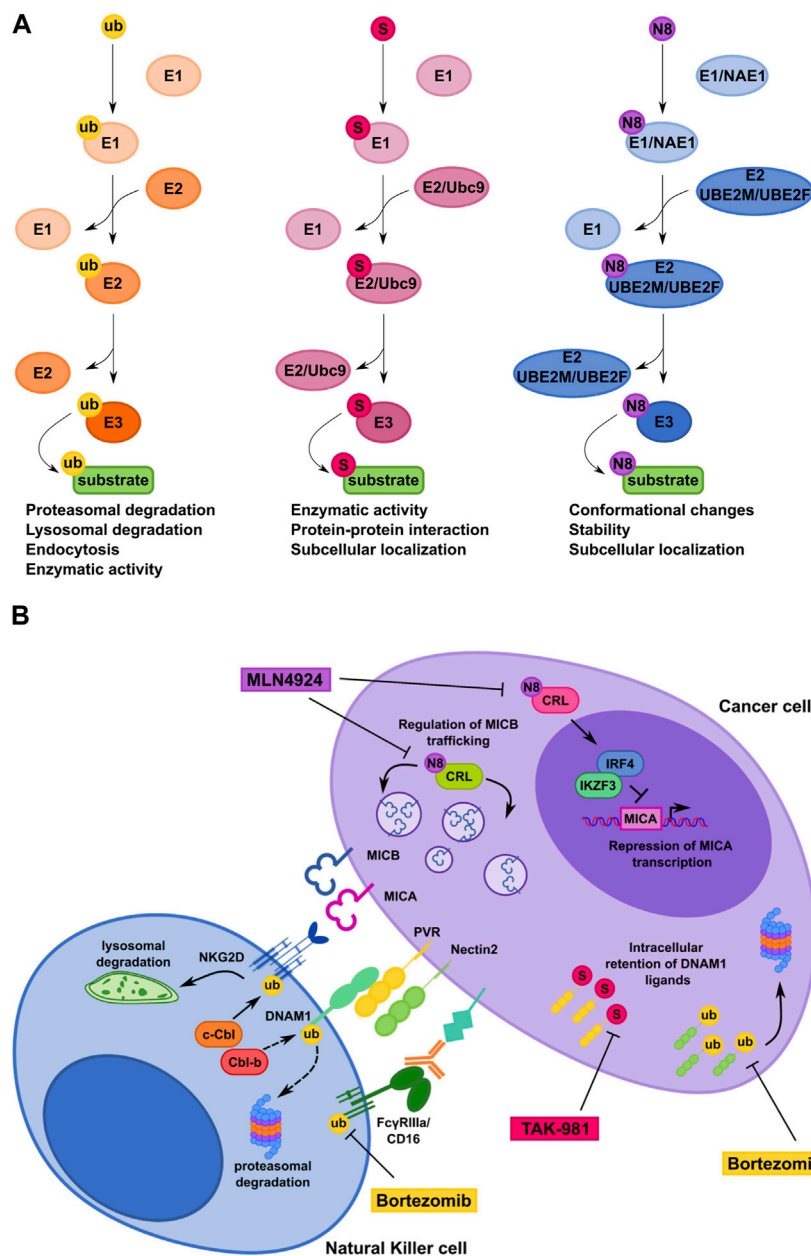 A
ub
S
N8
E1
E1
E1/NAE1
ub
E1
S
E1
N8
E1/NAE1
E2
E2/Ubc9
E2
UBE2M/UBE2F
E1
E1
E1
ub
E2
S
E2/Ubc9
N8
E2
UBE2M/UBE2F
E2
E2/Ubc9
E2
UBE2M/UBE2F
ub
E3
S
E3
N8
E3
ub
substrate
S
substrate
N8
substrate
Proteasomal degradation
Lysosomal degradation
Endocytosis
Enzymatic activity
Enzymatic activity
Protein-protein interaction
Subcellular localization
Conformational changes
Stability
Subcellular localization
B
MLN4924
N8
CRL
Cancer cell
Regulation of MICB
trafficking
N8
CRL
IRF4
IKZF3
MICA
Repression of MICA
transcription
MICB
MICA
PVR
Nectin2
Intracellular
retention of DNAM1
ligands
S
S
S
ub
ub
ub
lysosomal
degradation
NKG2D
ub
DNAM1
ub
c-Cbl
Cbl-b
ub
FcγRIIIa/
CD16
proteasomal
degradation
TAK-981
Bortezomi
Bortezomib
Natural Killer cell